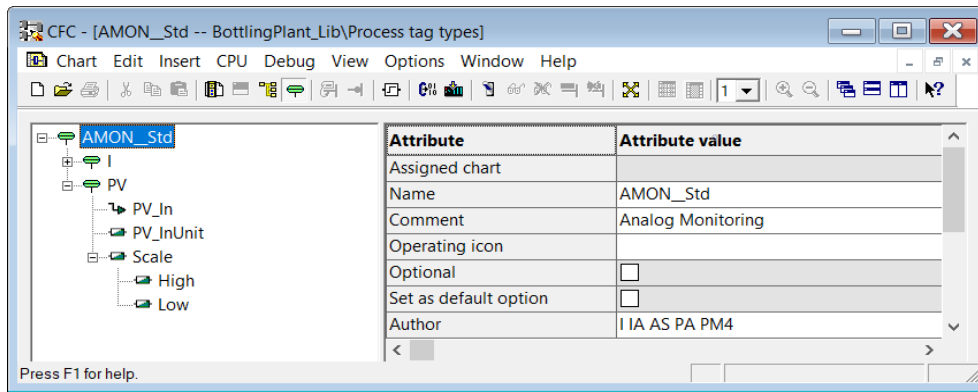 CFC - [AMON__Std -- BottlingPlant_Lib\Process tag types]
Chart Edit Insert CPU Debug View Options Window Help
1
AMON__Std
I
PV
PV_In
PV_InUnit
Scale
High
Low
Attribute Attribute value
Assigned chart
Name AMON__Std
Comment Analog Monitoring
Operating icon
Optional
Set as default option
Author I IA AS PA PM4
Press F1 for help.